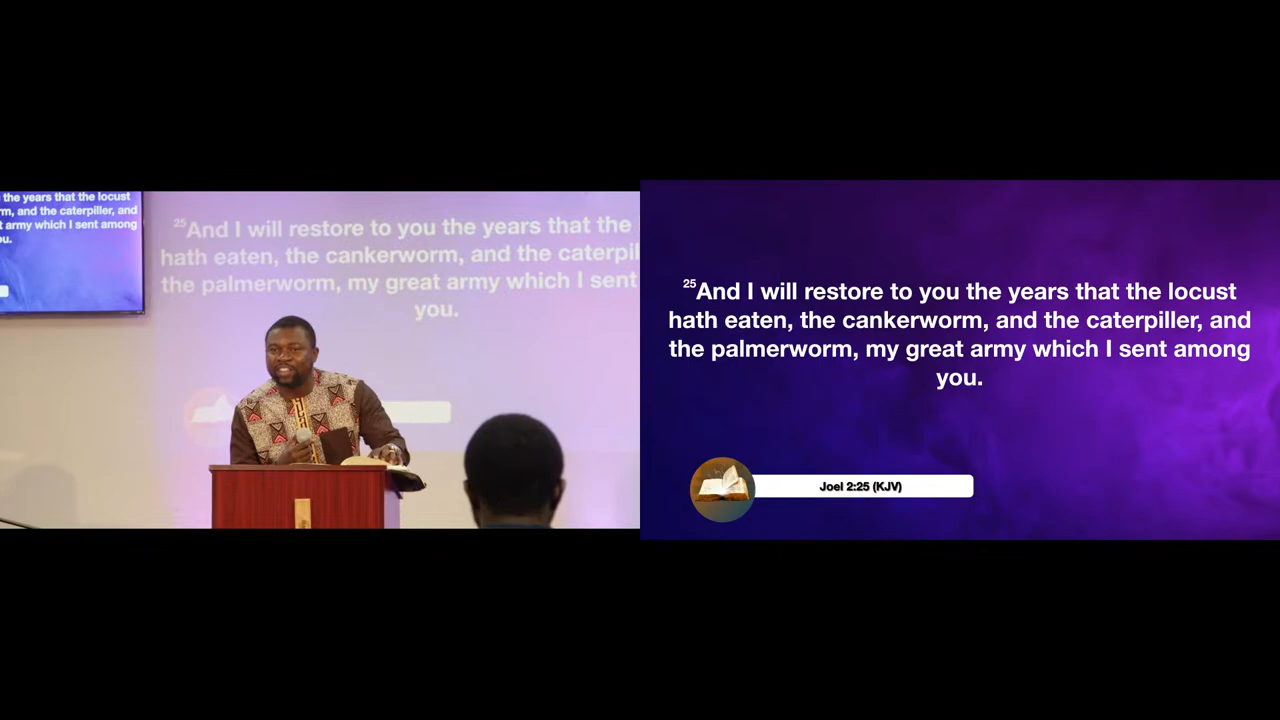 the years that the locust
rm, and the caterpiller, and
t army which I sent among
ou.
25And I will restore to you the years that the
hath eaten, the cankerworm, and the caterpil
the palmerworm, my great army which I sent
you.
25And I will restore to you the years that the locust
hath eaten, the cankerworm, and the caterpiller, and
the palmerworm, my great army which I sent among
you.
Joel 2:25 (KJV)